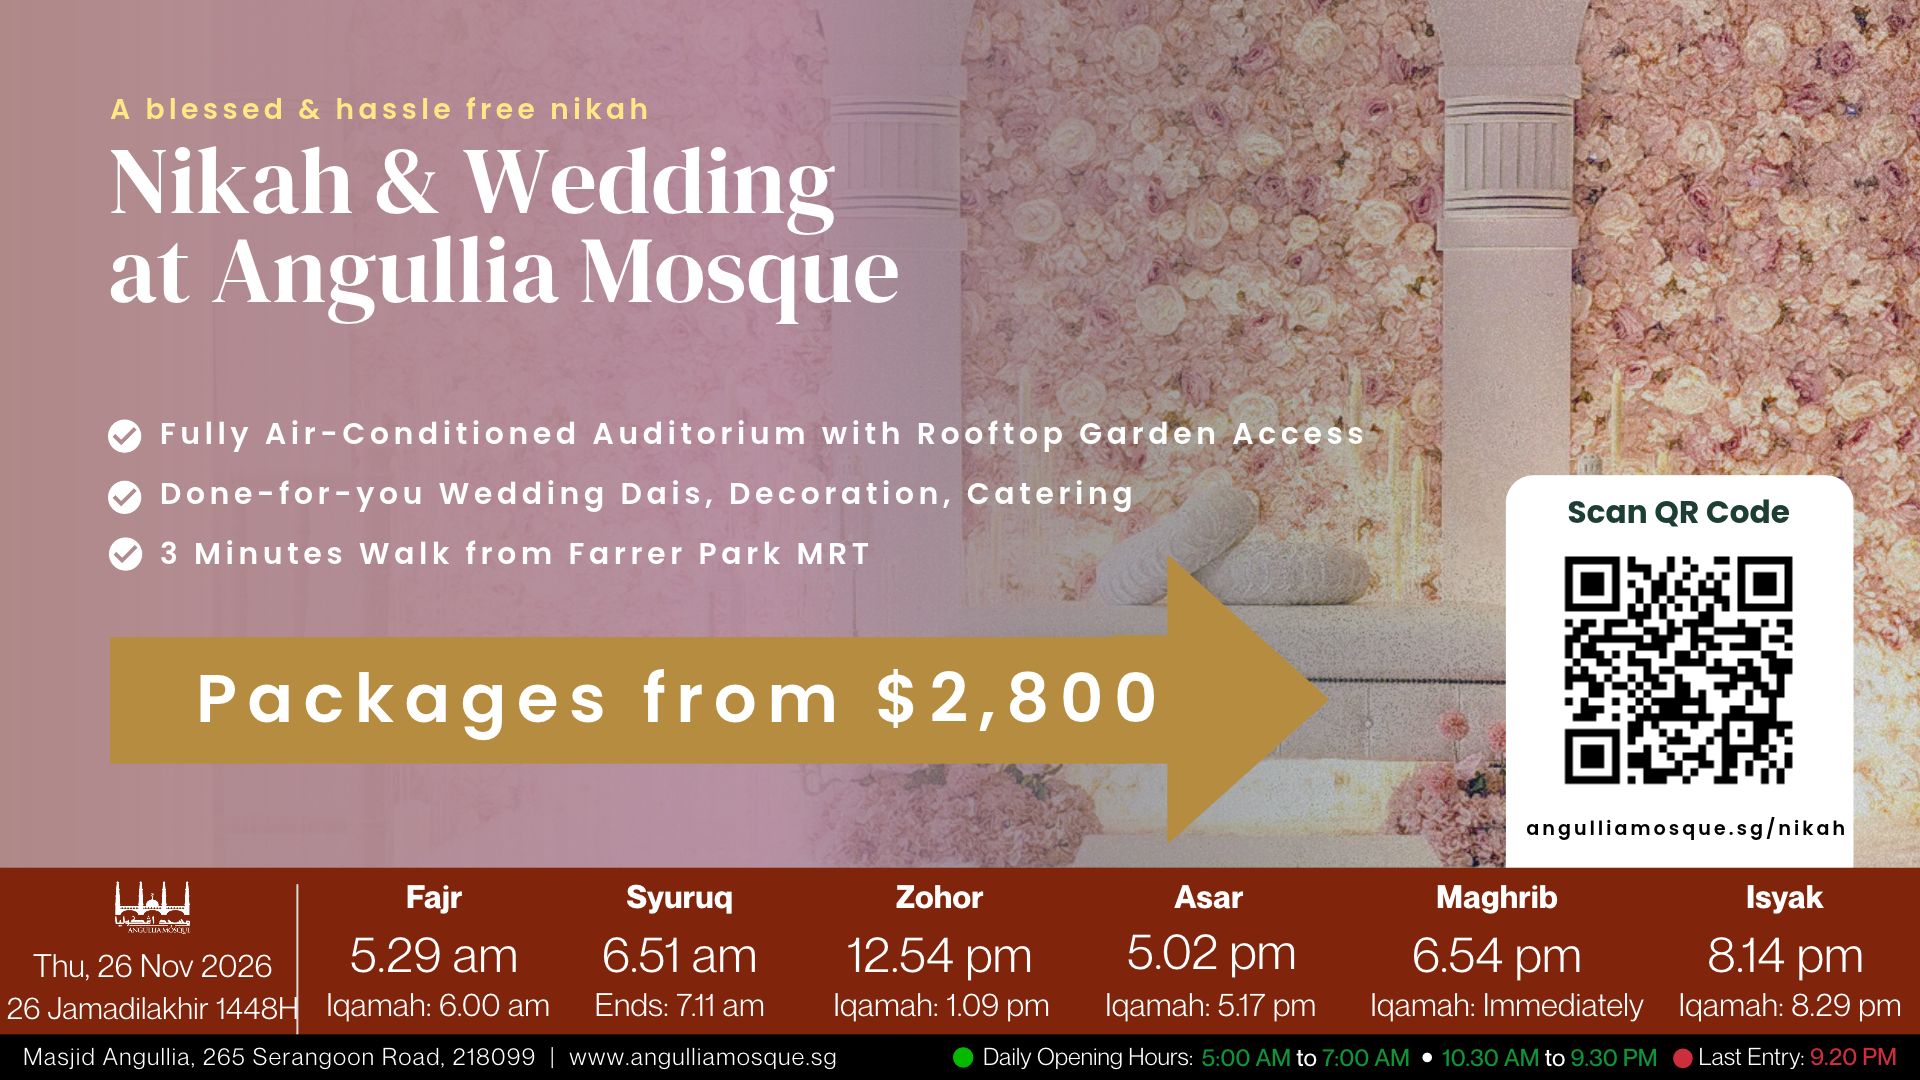 A blessed & hassle free nikah
Nikah & Wedding
at Angullia Mosque
Fully Air-Conditioned Auditorium with Rooftop Garden Access
Done-for-you Wedding Dais, Decoration, Catering
3 Minutes Walk from Farrer Park MRT
Packages from $2,800
Scan QR Code
angulliamosque.sg/nikah
مسجد اڠݢوليا
ANGULLIA MOSQUE
Thu, 26 Nov 2026
26 Jamadilakhir 1448H
Fajr
5.29 am
Iqamah: 6.00 am
Syuruq
6.51 am
Ends: 7.11 am
Zohor
12.54 pm
Iqamah: 1.09 pm
Asar
5.02 pm
Iqamah: 5.17 pm
Maghrib
6.54 pm
Iqamah: Immediately
Isyak
8.14 pm
Iqamah: 8.29 pm
Masjid Angullia, 265 Serangoon Road, 218099 | www.angulliamosque.sg
Daily Opening Hours: 5:00 AM to 7:00 AM • 10.30 AM to 9.30 PM Last Entry: 9.20 PM